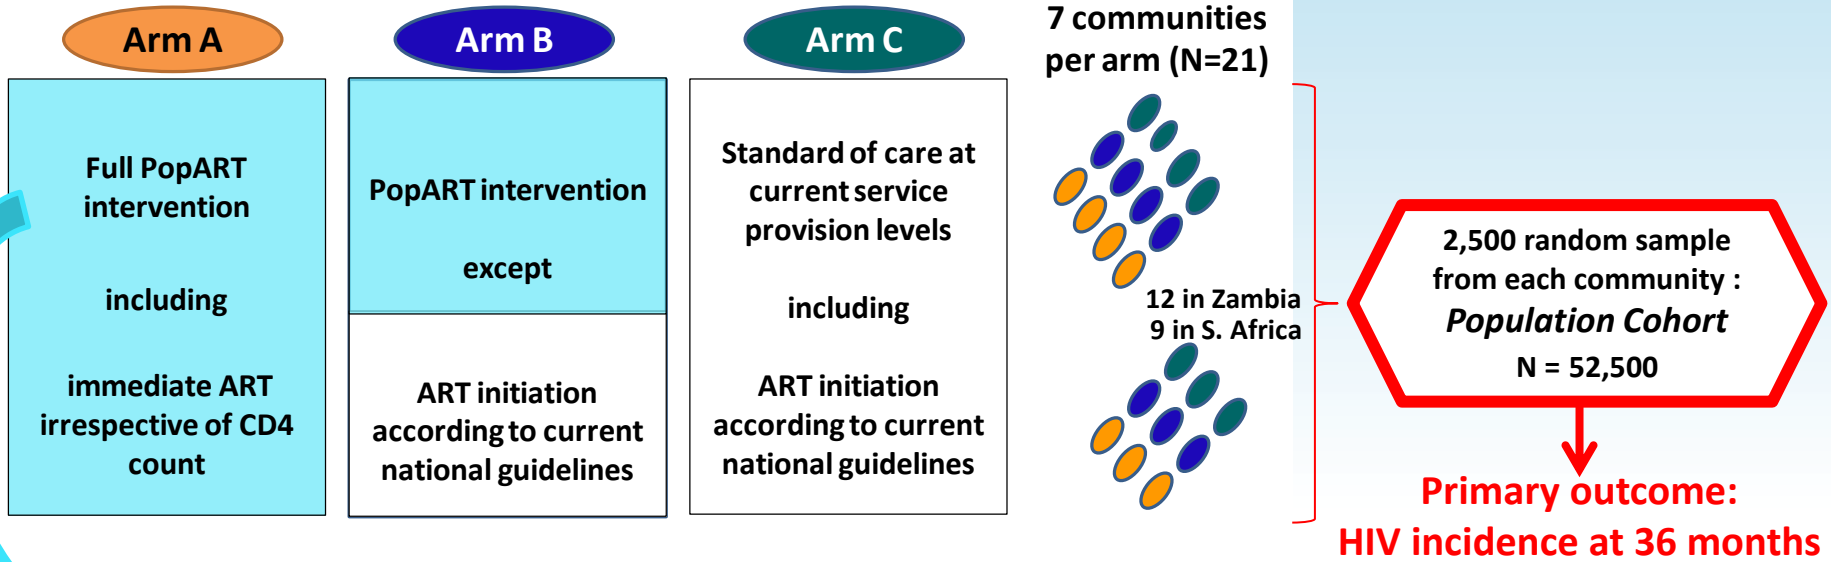 Arm A
Full PopART
intervention
including
immediate ART
irrespective of CD4
count
Arm B
PopART intervention
except
ART initiation
according to current
national guidelines
Arm C
Standard of care at
current service
provision levels
including
ART initiation
according to current
national guidelines
7 communities
per arm (N=21)
12 in Zambia
9 in S. Africa
2,500 random sample
from each community :
Population Cohort
N = 52,500
Primary outcome:
HIV incidence at 36 months